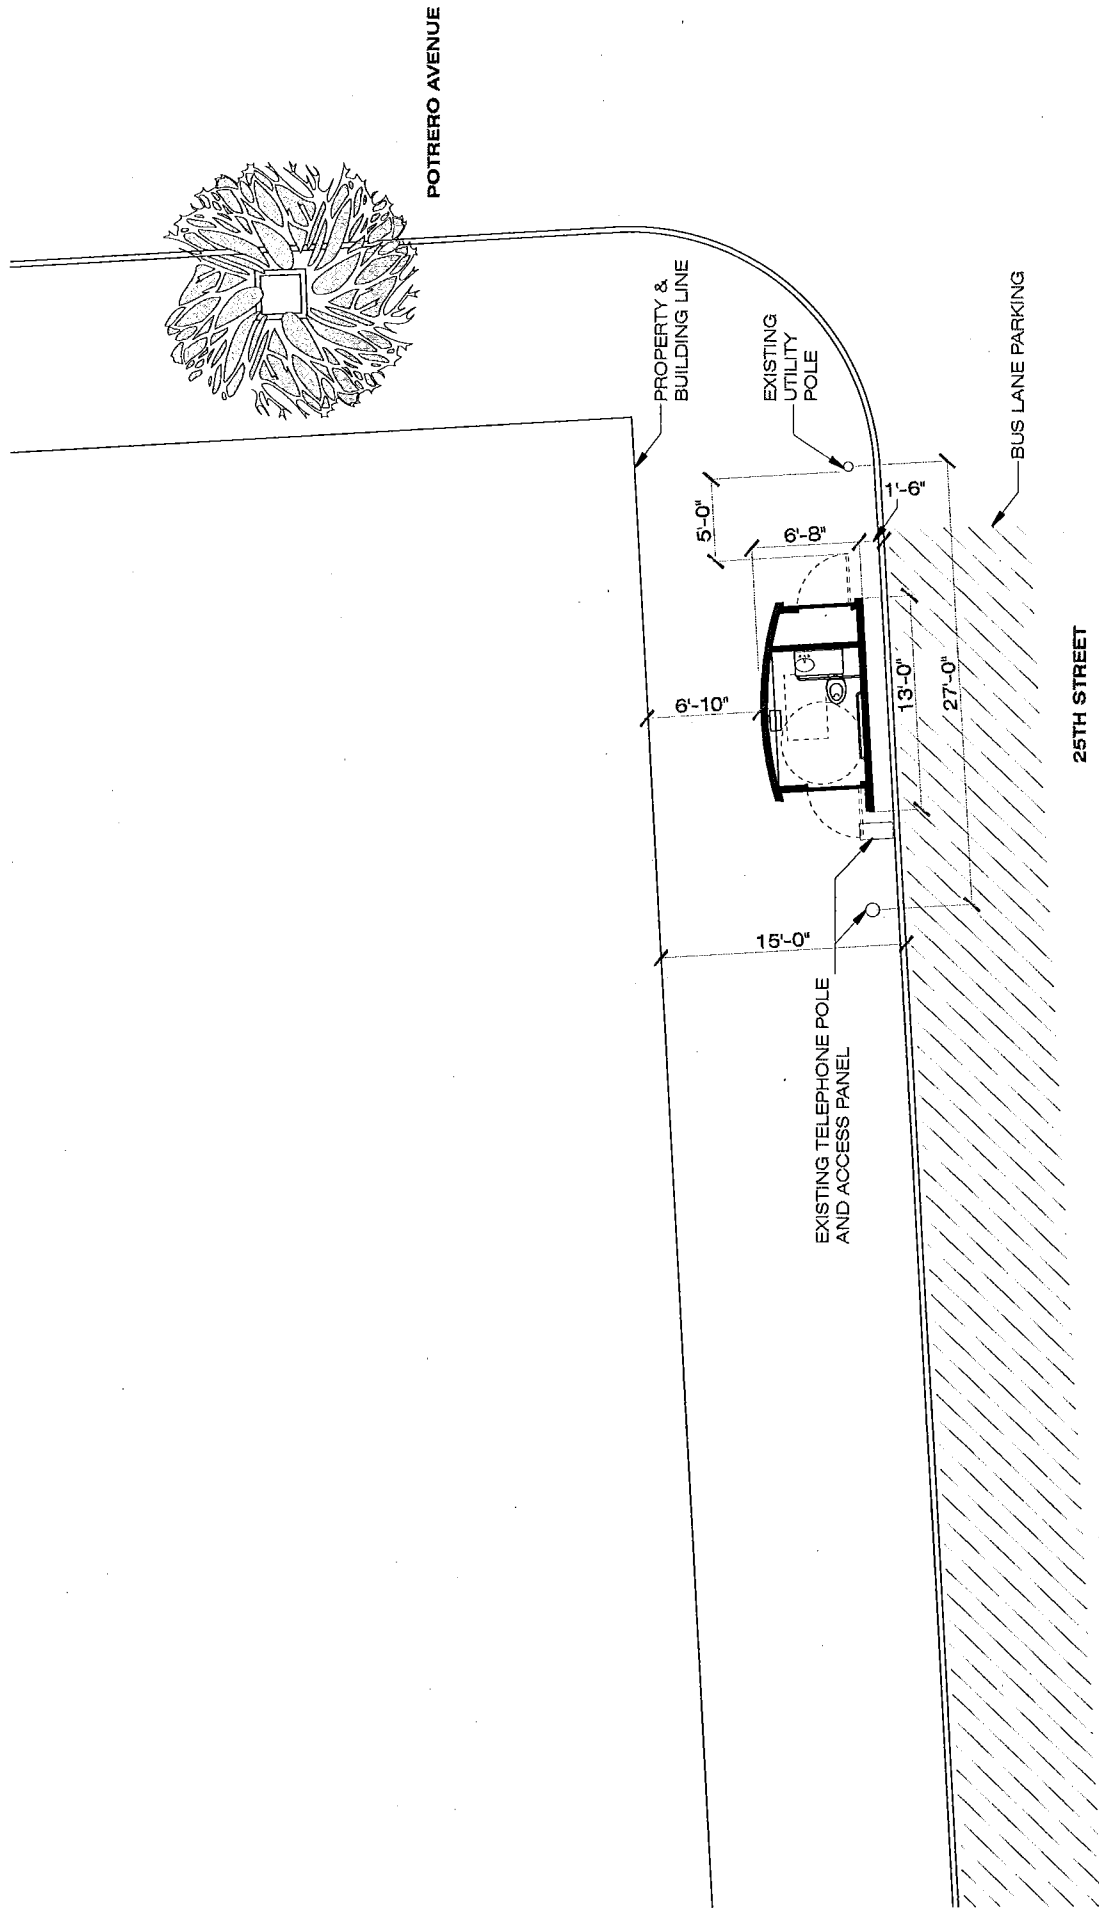 POTRERO AVENUE
PROPERTY &
BUILDING LINE
EXISTING
UTILITY
POLE
BUS LANE PARKING
5'-0"
6'-8"
1'-6"
6'-10"
13'-0"
27'-0"
15'-0"
25TH STREET
EXISTING TELEPHONE POLE
AND ACCESS PANEL